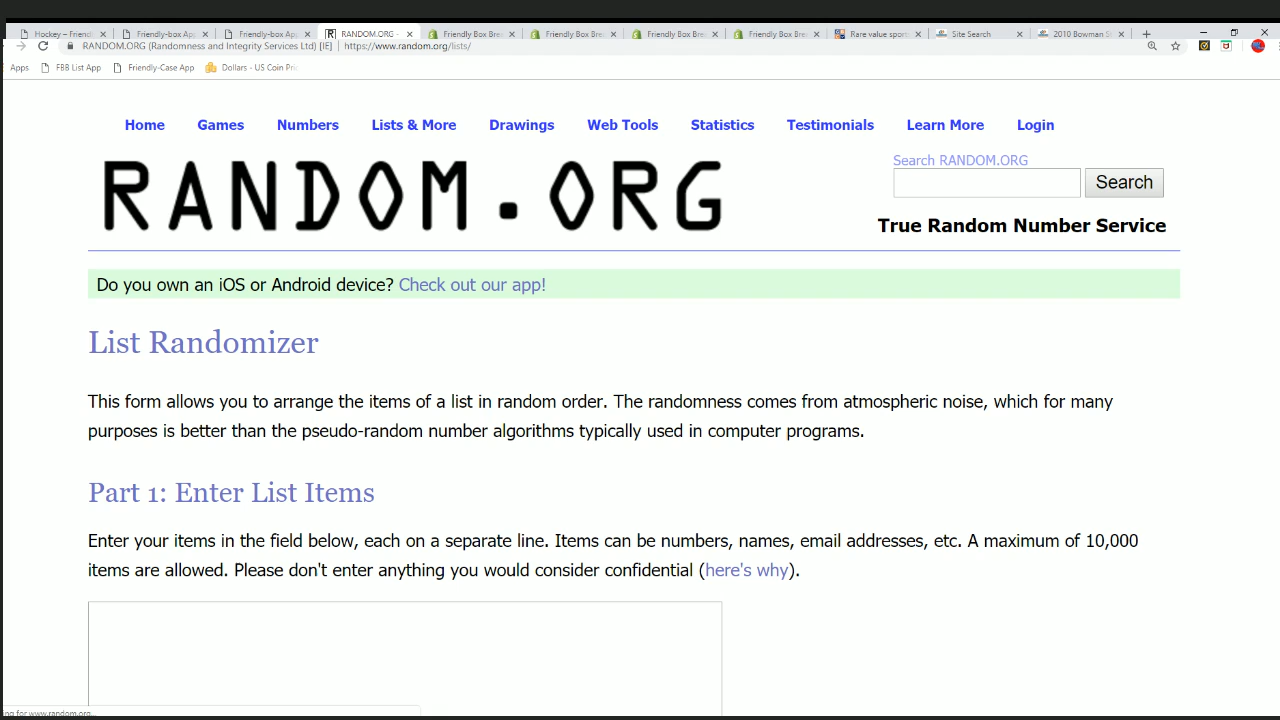 Hockey – Friendl
Friendly-box Ap
Friendly-box Ap
RANDOM.ORG -
Friendly Box Bre
Friendly Box Bre
Friendly Box Bre
Friendly Box Bre
Rare value sports
Site Search
2010 Bowman S
RANDOM.ORG (Randomness and Integrity Services Ltd) [IE] | https://www.random.org/lists/
Apps FBB List App Friendly-Case App Dollars - US Coin Pric
Home Games Numbers Lists & More Drawings Web Tools Statistics Testimonials Learn More Login
RANDOM.ORG
Search RANDOM.ORG
Search
True Random Number Service
Do you own an iOS or Android device? Check out our app!
List Randomizer
This form allows you to arrange the items of a list in random order. The randomness comes from atmospheric noise, which for many
purposes is better than the pseudo-random number algorithms typically used in computer programs.
Part 1: Enter List Items
Enter your items in the field below, each on a separate line. Items can be numbers, names, email addresses, etc. A maximum of 10,000
items are allowed. Please don't enter anything you would consider confidential (here's why).
ing for www.random.org...